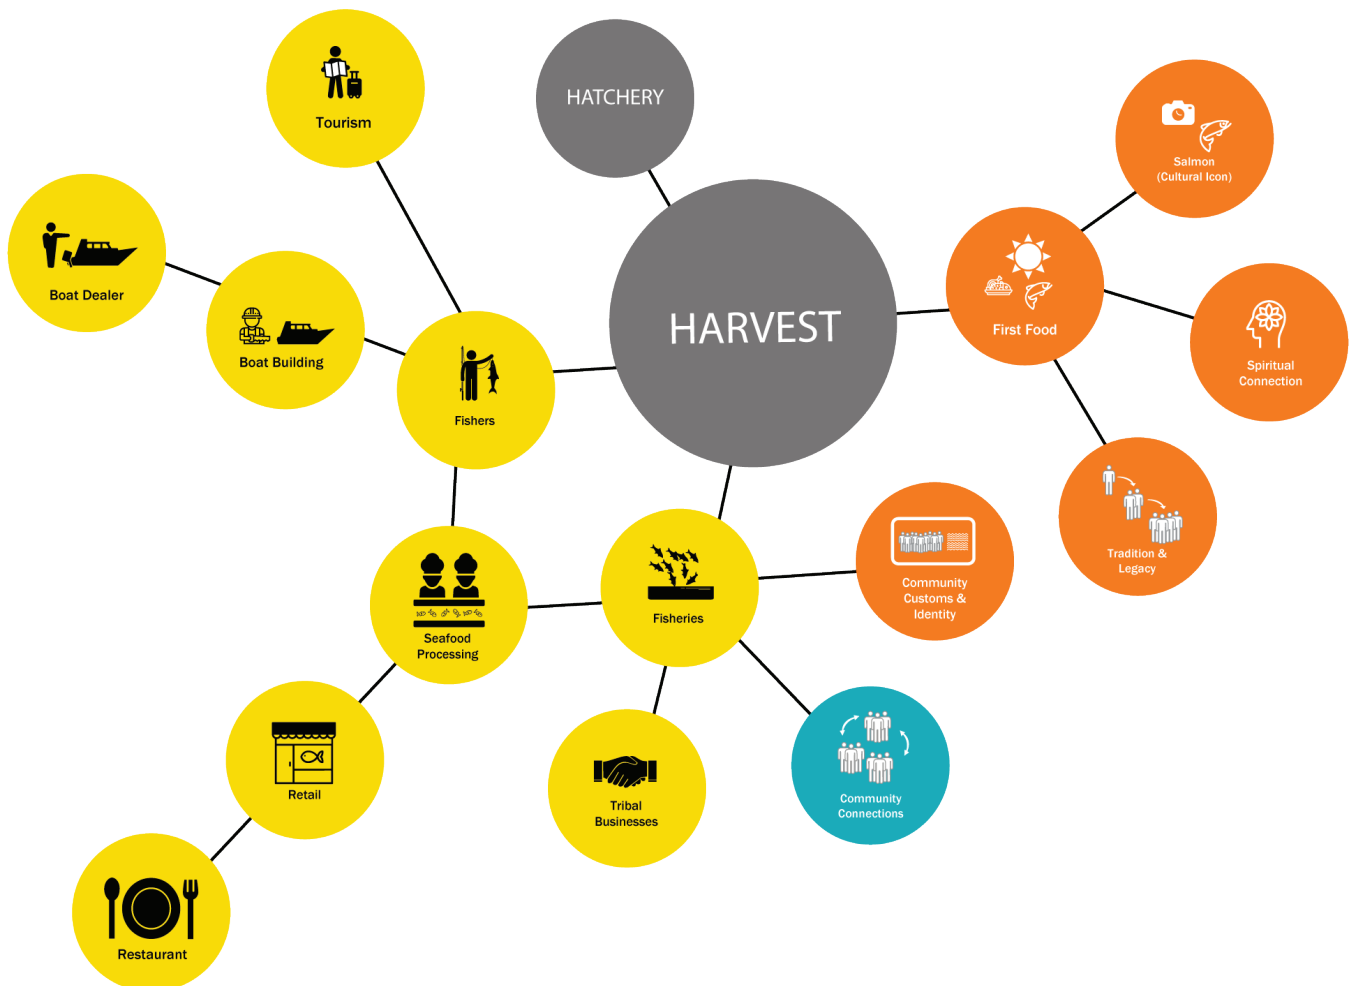 Tourism
HATCHERY
Salmon
(Cultural Icon)
Boat Dealer
Boat Building
HARVEST
First Food
Spiritual
Connection
Fishers
Tradition &
Legacy
Community
Customs &
Identity
Fisheries
Seafood
Processing
Retail
Tribal
Businesses
Community
Connections
Restaurant